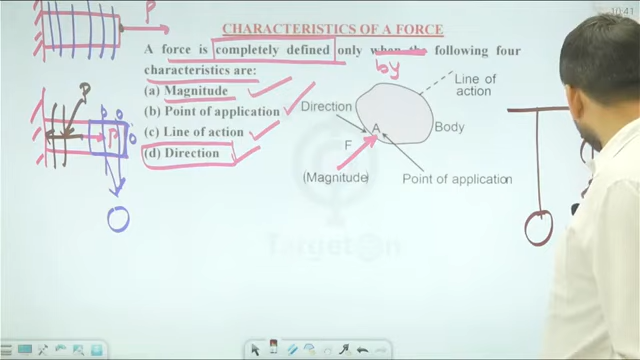 10:41
P
CHARACTERISTICS OF A FORCE
A force is completely defined only when the following four
by
characteristics are:
(a) Magnitude
(b) Point of application
(c) Line of action
(d) Direction
P
P
Line of
action
Direction
A
Body
F
(Magnitude)
Point of application
Target